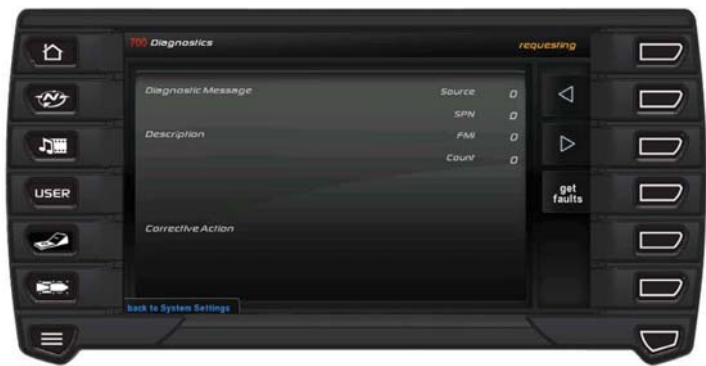 700 Diagnostics
requesting
Diagnostic Message
Source 0
SPN 0
Description
FMI 0
Count 0
USER
get
faults
Corrective Action
back to System Settings